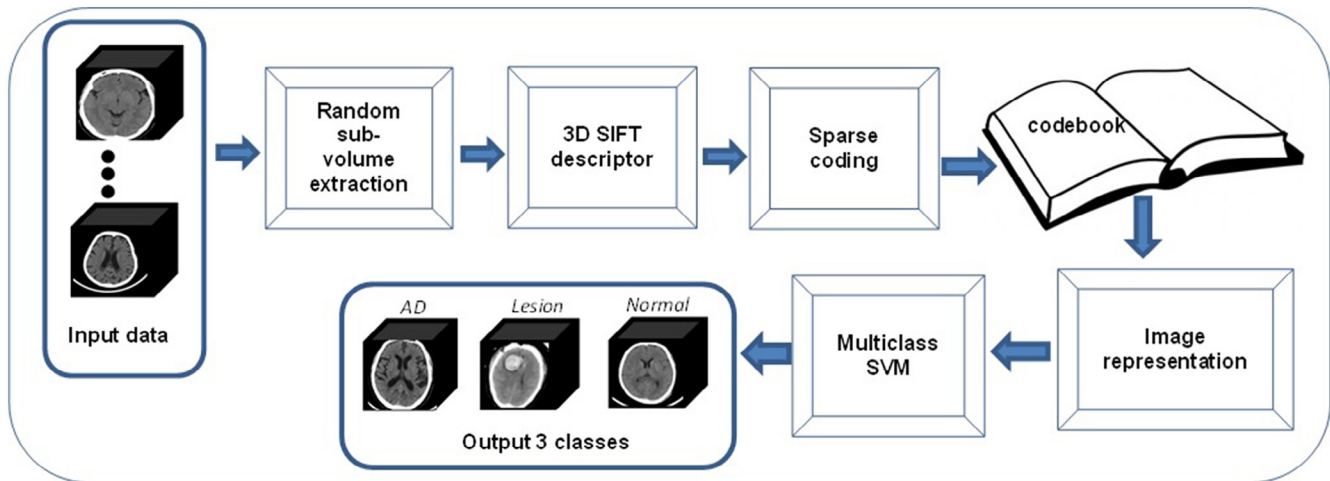 Input data
Random
sub-
volume
extraction
3D SIFT
descriptor
Sparse
coding
codebook
Image
representation
Multiclass
SVM
AD
Lesion
Normal
Output 3 classes